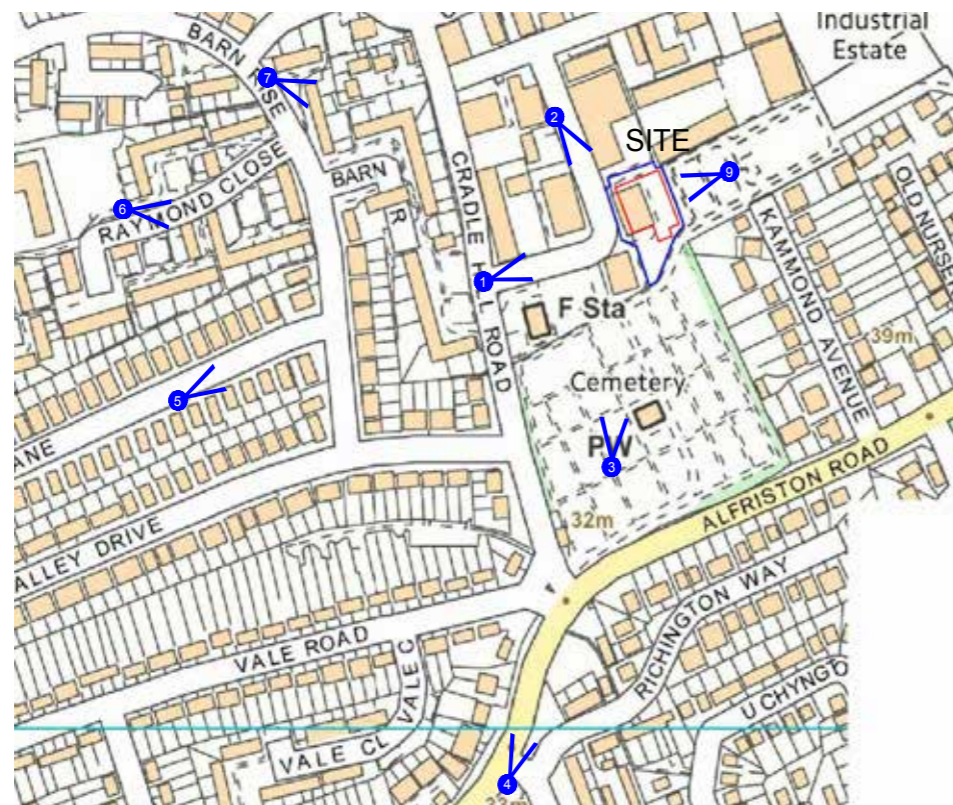 Industrial
Estate
BARN RISE
7
2
SITE
CRADLE HILL ROAD
BARN
R
9
OLD NURSER
6
RAYMOND CLOSE
KAMMOND AVENUE
1
F Sta
39m
Cemetery
5
ANE
PW
3
ALFRISTON ROAD
32m
ALLEY DRIVE
RICHINGTON WAY
VALE ROAD
VALE C
UCHYNGTO
VALE CL
4